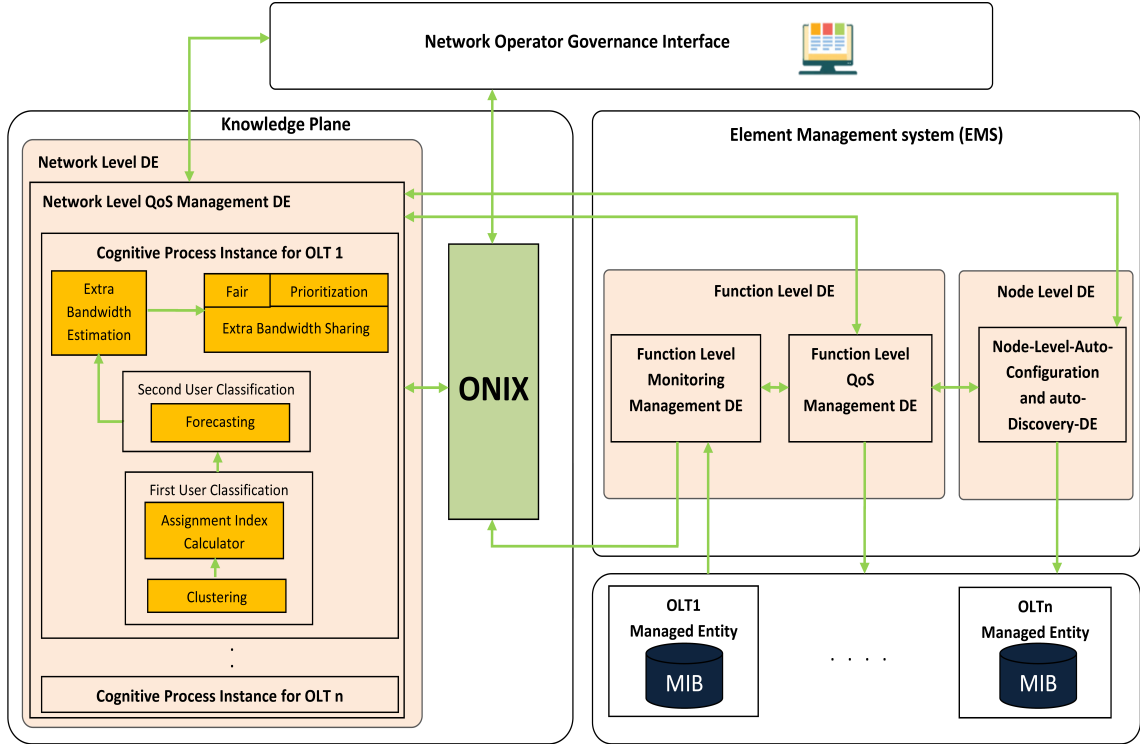 Network Operator Governance Interface
Knowledge Plane
Network Level DE
Network Level QoS Management DE
Cognitive Process Instance for OLT 1
Extra
Bandwidth
Estimation
Fair
Prioritization
Extra Bandwidth Sharing
Second User Classification
Forecasting
First User Classification
Assignment Index
Calculator
Clustering
.
.
Cognitive Process Instance for OLT n
ONIX
Element Management system (EMS)
Function Level DE
Function Level
Monitoring
Management DE
Function Level
QoS
Management DE
Node Level DE
Node-Level-Auto-
Configuration
and auto-
Discovery-DE
OLT1
Managed Entity
MIB
. . . .
OLTn
Managed Entity
MIB